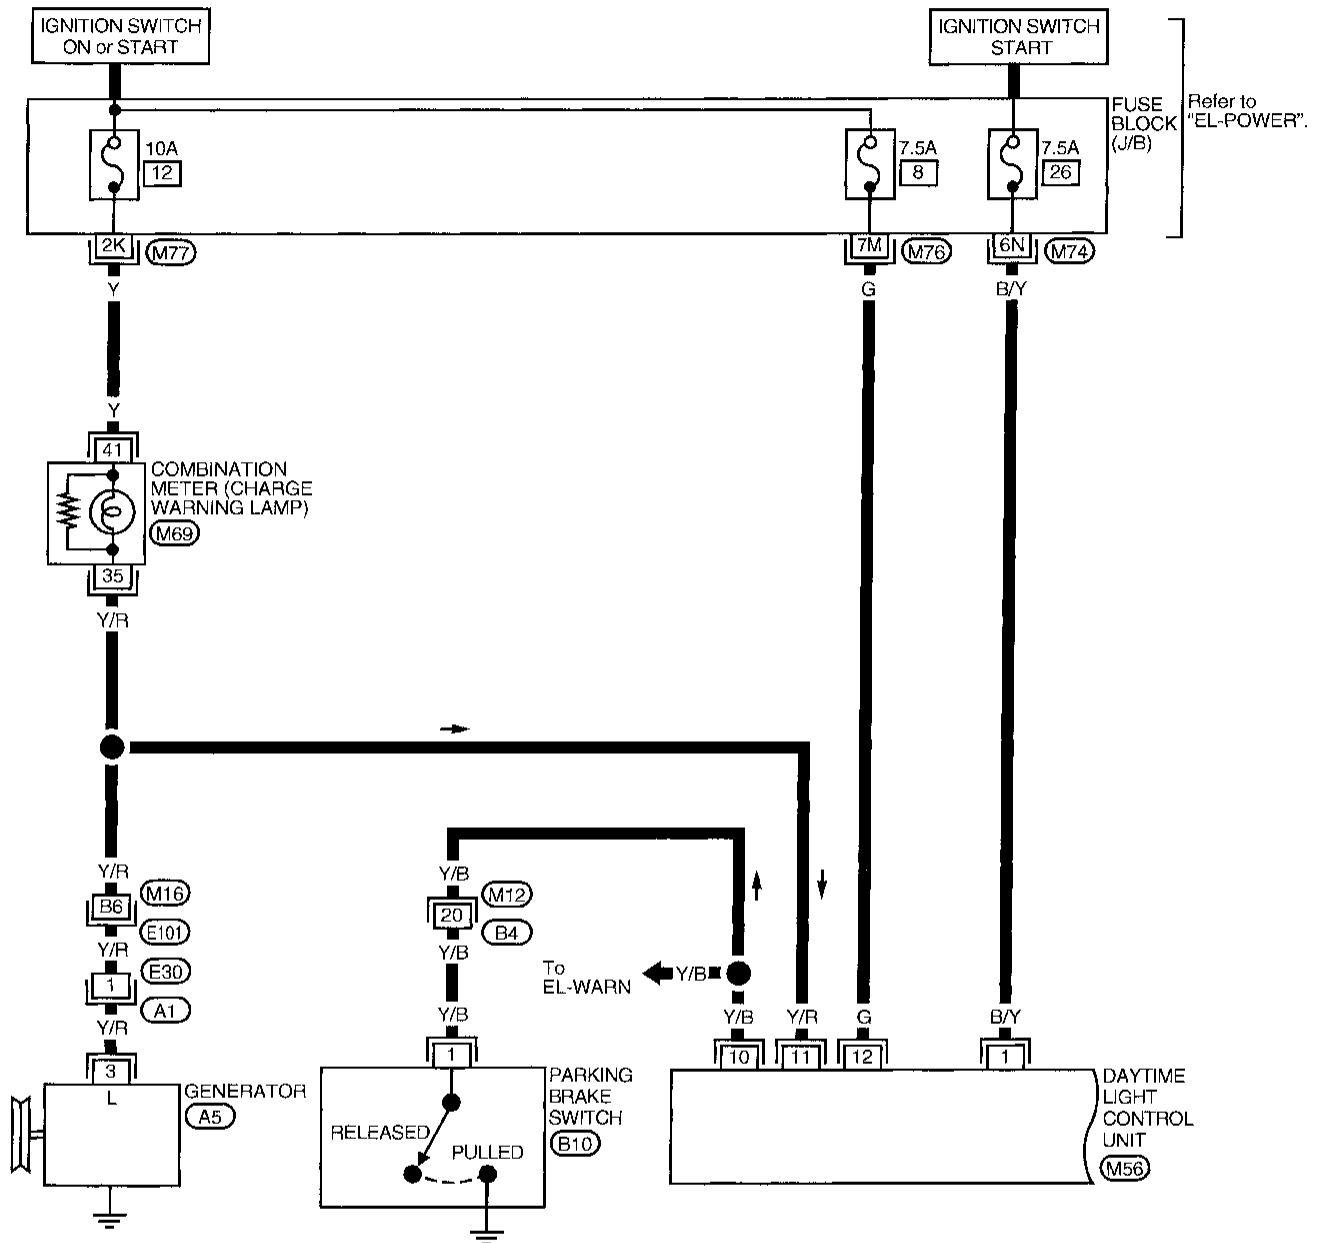 IGNITION SWITCH
ON or START
IGNITION SWITCH
START
FUSE
BLOCK
(J/B)
Refer to
"EL-POWER".
10A
12
7.5A
8
7.5A
26
2K
M77
7M
M76
6N
M74
Y
G
B/Y
Y
41
COMBINATION
METER (CHARGE
WARNING LAMP)
M69
35
Y/R
Y/R
B6
M16
E101
Y/R
1
E30
A1
Y/R
3
L
GENERATOR
A5
Y/B
20
M12
B4
Y/B
Y/B
1
PARKING
BRAKE
SWITCH
B10
RELEASED
PULLED
To
EL-WARN
Y/B
Y/B
Y/R
G
B/Y
10
11
12
1
DAYTIME
LIGHT
CONTROL
UNIT
M56